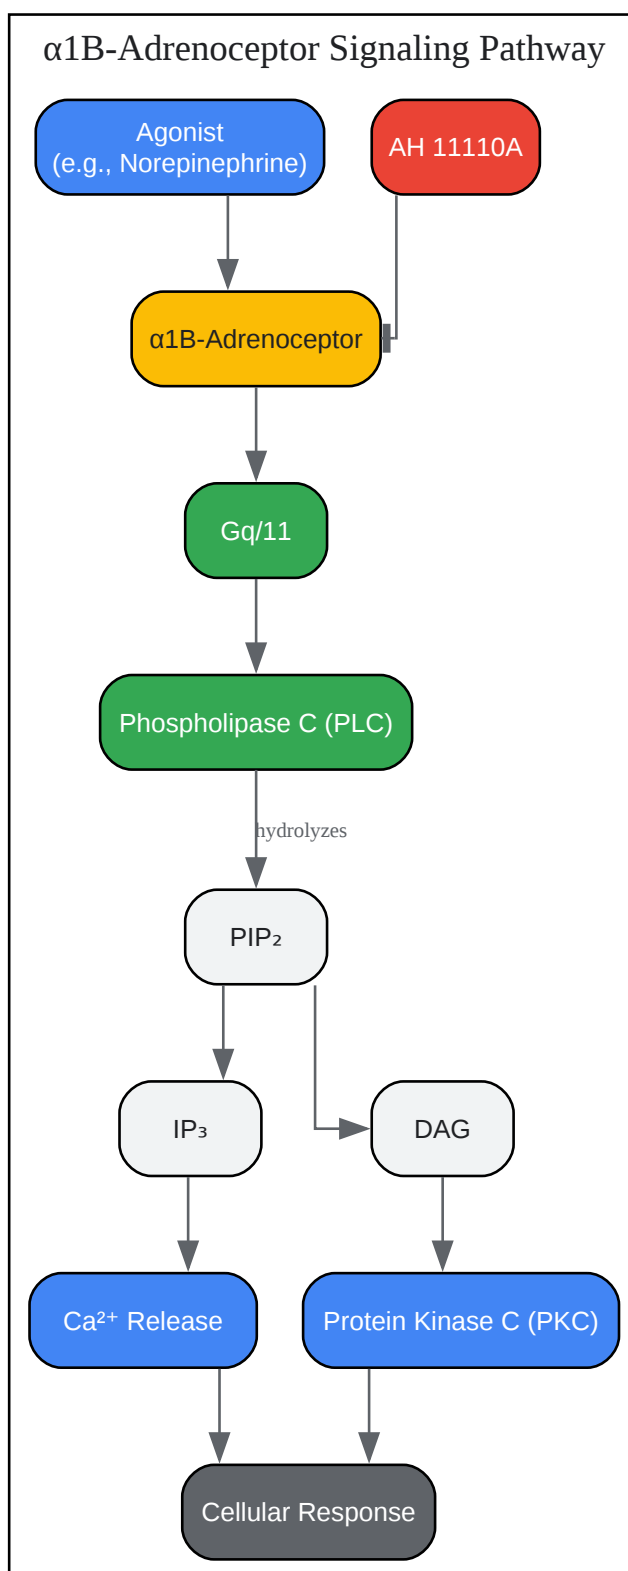 α1B-Adrenoceptor Signaling Pathway
Agonist
(e.g., Norepinephrine)
AH 11110A
α1B-Adrenoceptor
Gq/11
Phospholipase C (PLC)
hydrolyzes
PIP₂
IP₃
DAG
Ca²⁺ Release
Protein Kinase C (PKC)
Cellular Response